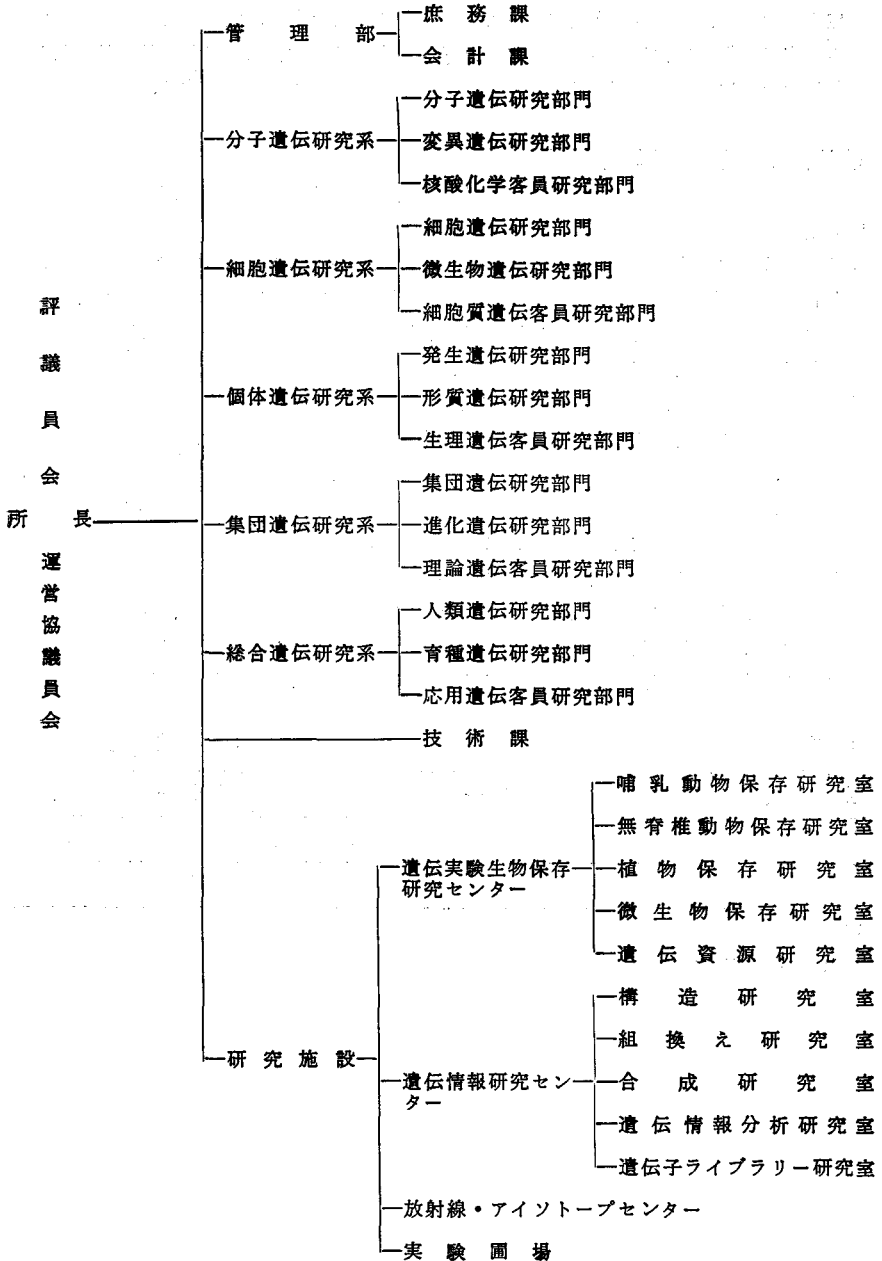 評議員会
所長
運営協議員会
管理部
庶務課
会計課
分子遺伝研究系
分子遺伝研究部門
変異遺伝研究部門
核酸化学客員研究部門
細胞遺伝研究系
細胞遺伝研究部門
微生物遺伝研究部門
細胞質遺伝客員研究部門
個体遺伝研究系
発生遺伝研究部門
形質遺伝研究部門
生理遺伝客員研究部門
集団遺伝研究系
集団遺伝研究部門
進化遺伝研究部門
理論遺伝客員研究部門
総合遺伝研究系
人類遺伝研究部門
育種遺伝研究部門
応用遺伝客員研究部門
技術課
研究施設
遺伝実験生物保存
研究センター
哺乳動物保存研究室
無脊椎動物保存研究室
植物保存研究室
微生物保存研究室
遺伝資源研究室
遺伝情報研究セン
ター
構造研究室
組換え研究室
合成研究室
遺伝情報分析研究室
遺伝子ライブラリー研究室
放射線・アイソトープセンター
実験圃場